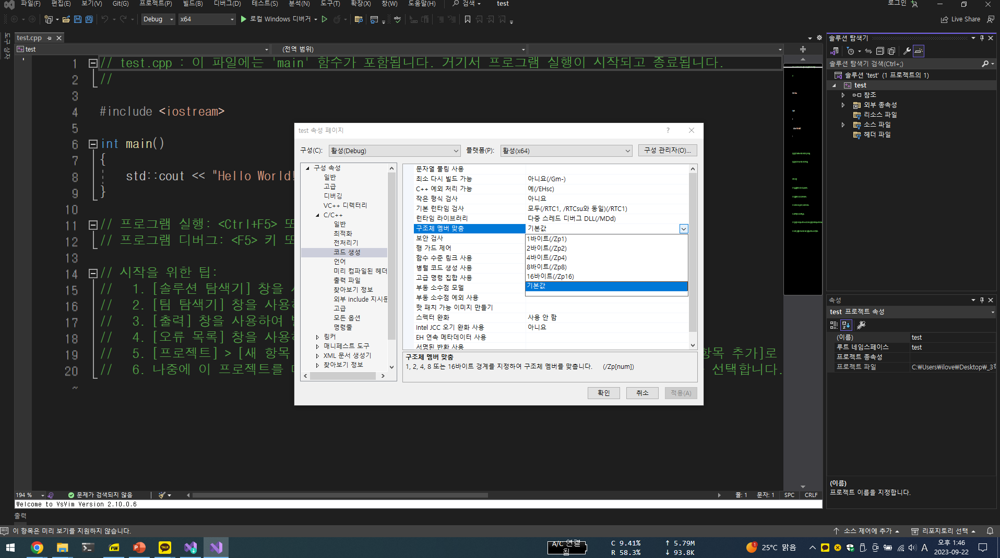 파일(F) 편집(E) 보기(V) Git(G) 프로젝트(P) 빌드(B) 디버그(D) 테스트(S) 분석(N) 도구(T) 확장(X) 창(W) 도움말(H) 검색 test 로그인
Debug x64 로컬 Windows 디버거 Live Share
도구 상자
test.cpp
test (전역 범위)
1 // test.cpp : 이 파일에는 'main' 함수가 포함됩니다. 거기서 프로그램 실행이 시작되고 종료됩니다.
2 //
3
4 #include <iostream>
5
6 int main()
7 {
8 std::cout << "Hello World!
9 }
10
11 // 프로그램 실행: <Ctrl+F5> 또
12 // 프로그램 디버그: <F5> 키 또
13
14 // 시작을 위한 팁:
15 // 1. [솔루션 탐색기] 창을
16 // 2. [팀 탐색기] 창을 사용
17 // 3. [출력] 창을 사용하여
18 // 4. [오류 목록] 창을 사용
19 // 5. [프로젝트] > [새 항목 항목 추가]로
20 // 6. 나중에 이 프로젝트를 선택합니다.
~
test 속성 페이지 ?
구성(C): 활성(Debug) 플랫폼(P): 활성(x64) 구성 관리자(O)...
구성 속성
일반
고급
디버깅
VC++ 디렉터리
C/C++
일반
최적화
전처리기
코드 생성
언어
미리 컴파일된 헤더
출력 파일
찾아보기 정보
외부 include 지시문
고급
모든 옵션
명령줄
링커
매니페스트 도구
XML 문서 생성기
찾아보기 정보
문자열 풀링 사용
최소 다시 빌드 가능 아니요(/Gm-)
C++ 예외 처리 가능 예(/EHsc)
작은 형식 검사 아니요
기본 런타임 검사 모두(/RTC1, /RTCsu와 동일)(/RTC1)
런타임 라이브러리 다중 스레드 디버그 DLL(/MDd)
구조체 멤버 맞춤 기본값
보안 검사
행 가드 제어
함수 수준 링크 사용
병렬 코드 생성 사용
고급 명령 집합 사용
부동 소수점 모델
부동 소수점 예외 사용
핫 패치 가능 이미지 만들기
스펙터 완화 사용 안 함
Intel JCC 오기 완화 사용 아니요
EH 연속 메타데이터 사용
서명된 반환 사용
1바이트(/Zp1)
2바이트(/Zp2)
4바이트(/Zp4)
8바이트(/Zp8)
16바이트(/Zp16)
기본값
구조체 멤버 맞춤
1, 2, 4, 8 또는 16바이트 경계를 지정하여 구조체 멤버를 맞춥니다. (/Zp[num])
확인 취소 적용(A)
솔루션 탐색기
솔루션 탐색기 검색(Ctrl+;)
솔루션 'test' (1 프로젝트의 1)
test
참조
외부 종속성
리소스 파일
소스 파일
헤더 파일
속성
test 프로젝트 속성
(이름) test
루트 네임스페이스 test
프로젝트 종속성
프로젝트 파일 C:₩Users₩ilove₩Desktop₩_3
(이름)
프로젝트 이름을 지정합니다.
194 % 문제가 검색되지 않음 줄: 1 문자: 1 SPC CRLF
Welcome to VsVim Version 2.10.0.6
출력
이 항목은 미리 보기를 지원하지 않습니다. 소스 제어에 추가 리포지토리 선택
A/C 연결됨
C 9.41% ↑ 5.79M
R 58.3% ↓ 93.8K
1 25°C 맑음 A 오후 1:46
2023-09-22